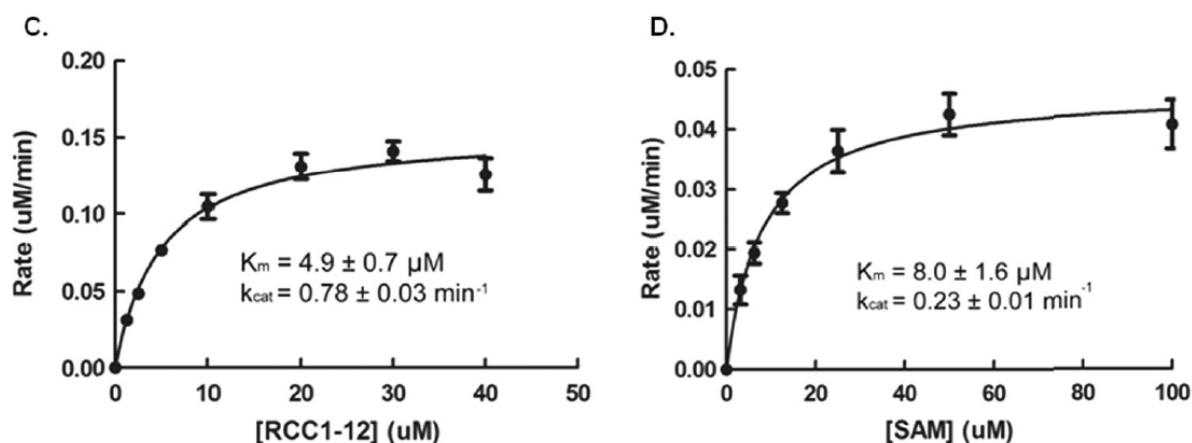 C.
0.20
0.15
0.10
0.05
0.00
Rate (uM/min)
Km = 4.9 ± 0.7 µM
kcat = 0.78 ± 0.03 min-1
0 10 20 30 40 50
[RCC1-12] (uM)
D.
0.05
0.04
0.03
0.02
0.01
0.00
Rate (uM/min)
Km = 8.0 ± 1.6 µM
kcat = 0.23 ± 0.01 min-1
0 20 40 60 80 100
[SAM] (uM)